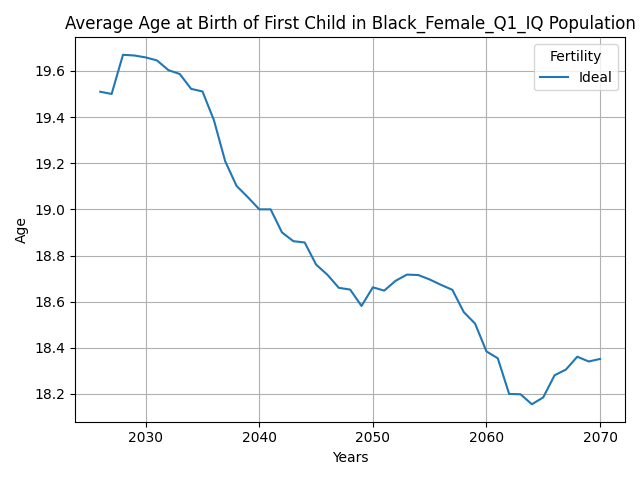 Average Age at Birth of First Child in Black_Female_Q1_IQ Population
Fertility
Ideal
Age
19.6
19.4
19.2
19.0
18.8
18.6
18.4
18.2
2030 2040 2050 2060 2070
Years